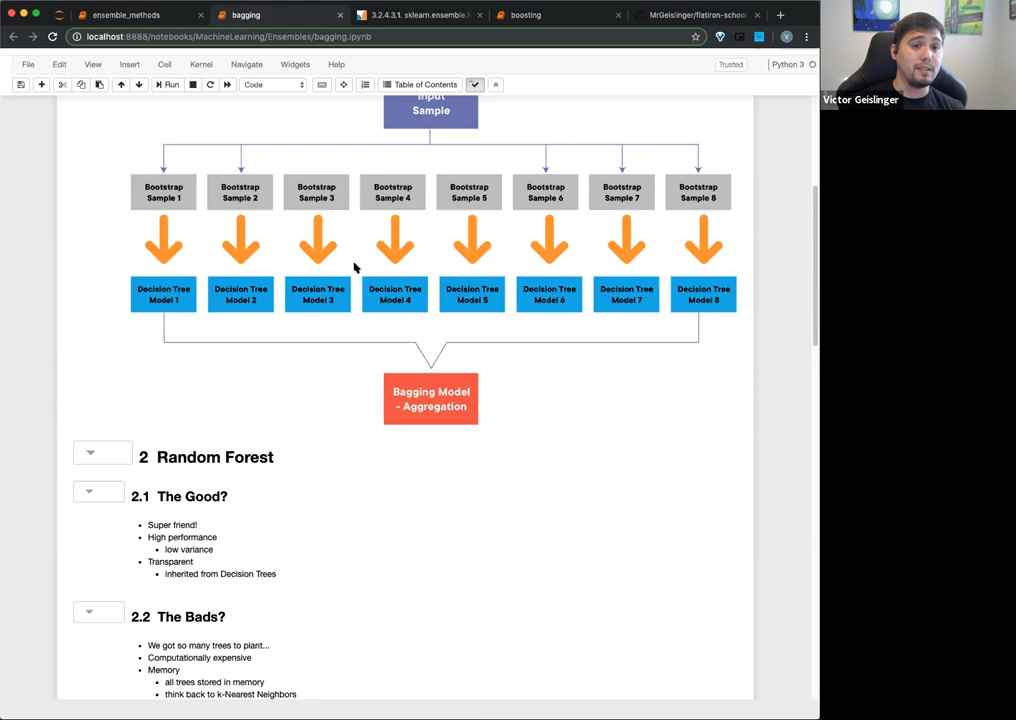 ensemble_methods
bagging
3.2.4.3.1. sklearn.ensemble.
boosting
MrGeislinger/flatiron-schoo
localhost:8888/notebooks/MachineLearning/Ensembles/bagging.ipynb
V
File Edit View Insert Cell Kernel Navigate Widgets Help
Trusted
Python 3
Run
Code
Table of Contents
Victor Geislinger
Input
Sample
Bootstrap
Sample 1
Bootstrap
Sample 2
Bootstrap
Sample 3
Bootstrap
Sample 4
Bootstrap
Sample 5
Bootstrap
Sample 6
Bootstrap
Sample 7
Bootstrap
Sample 8
Decision Tree
Model 1
Decision Tree
Model 2
Decision Tree
Model 3
Decision Tree
Model 4
Decision Tree
Model 5
Decision Tree
Model 6
Decision Tree
Model 7
Decision Tree
Model 8
Bagging Model
- Aggregation
2 Random Forest
2.1 The Good?
• Super friend!
• High performance
• low variance
• Transparent
• inherited from Decision Trees
2.2 The Bads?
• We got so many trees to plant...
• Computationally expensive
• Memory
• all trees stored in memory
• think back to k-Nearest Neighbors